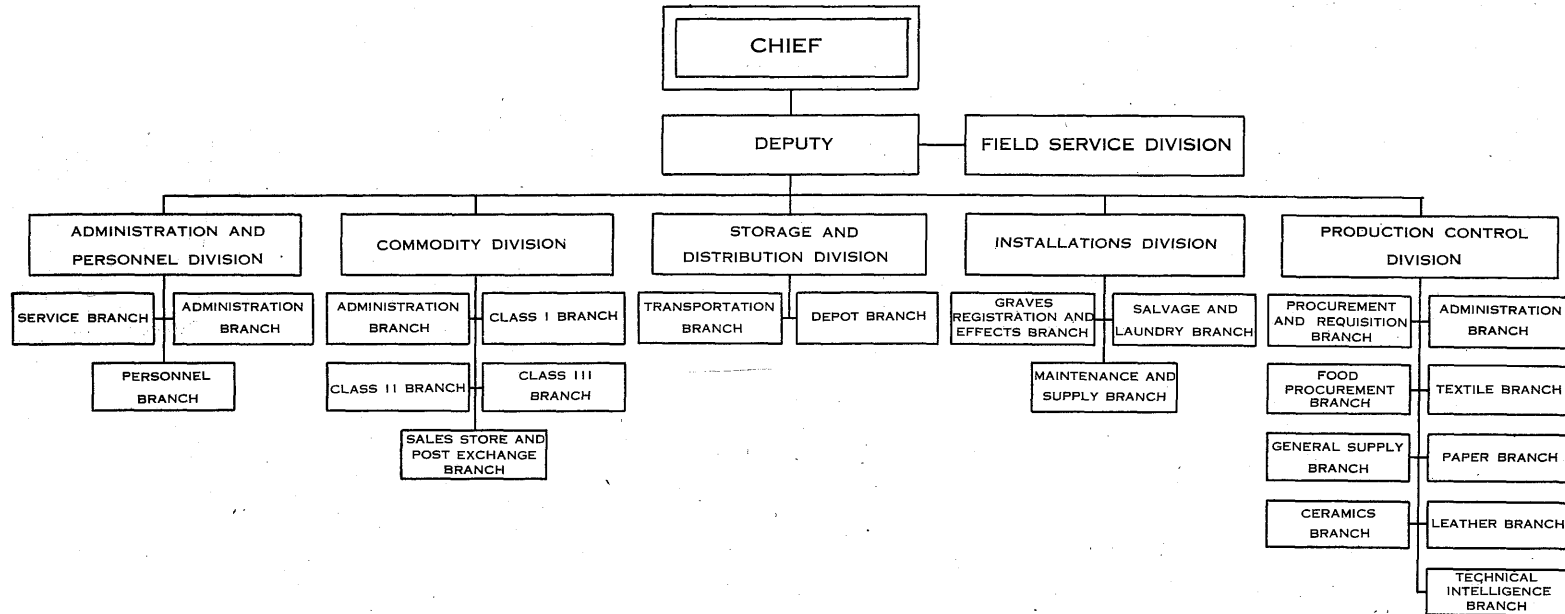 CHIEF
DEPUTY
FIELD SERVICE DIVISION
ADMINISTRATION AND
PERSONNEL DIVISION
COMMODITY DIVISION
STORAGE AND
DISTRIBUTION DIVISION
INSTALLATIONS DIVISION
PRODUCTION CONTROL
DIVISION
SERVICE BRANCH
ADMINISTRATION
BRANCH
PERSONNEL
BRANCH
ADMINISTRATION
BRANCH
CLASS I BRANCH
CLASS II BRANCH
CLASS III
BRANCH
SALES STORE AND
POST EXCHANGE
BRANCH
TRANSPORTATION
BRANCH
DEPOT BRANCH
GRAVES
REGISTRATION AND
EFFECTS BRANCH
SALVAGE AND
LAUNDRY BRANCH
MAINTENANCE AND
SUPPLY BRANCH
PROCUREMENT
AND REQUISITION
BRANCH
ADMINISTRATION
BRANCH
FOOD
PROCUREMENT
BRANCH
TEXTILE BRANCH
GENERAL SUPPLY
BRANCH
PAPER BRANCH
CERAMICS
BRANCH
LEATHER BRANCH
TECHNICAL
INTELLIGENCE
BRANCH